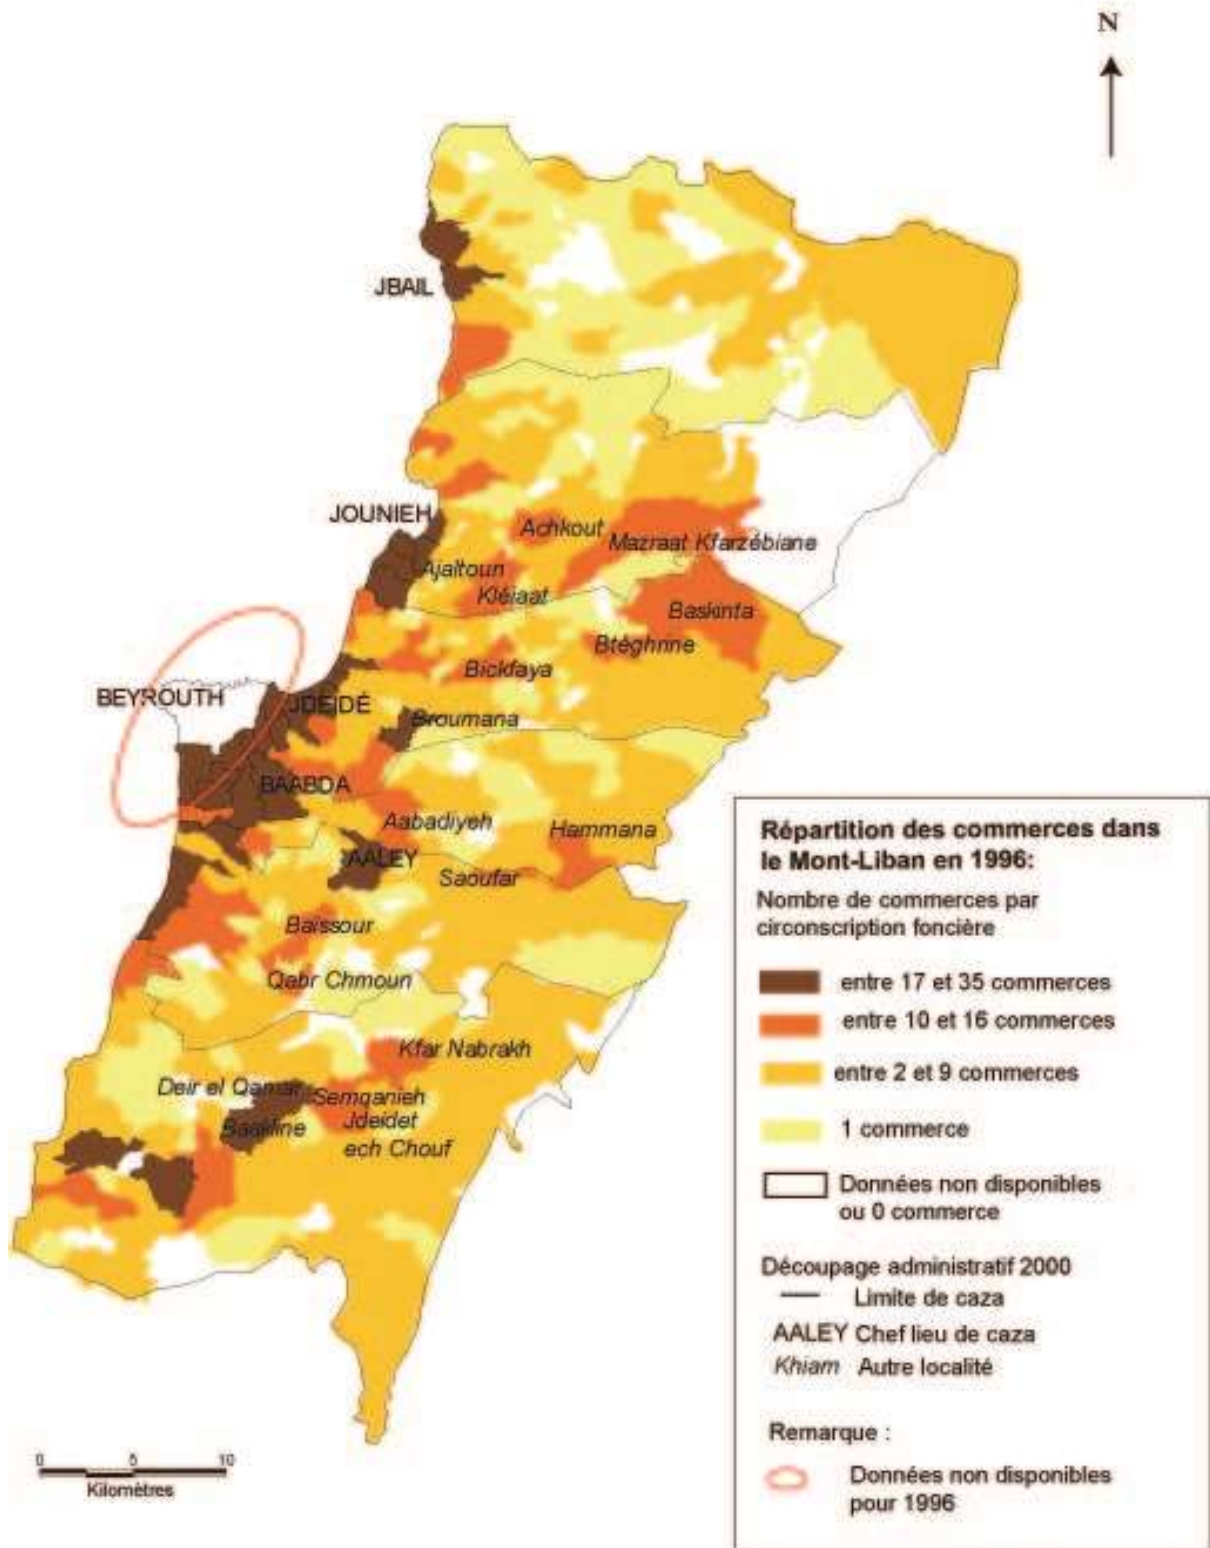 N
JBAIL
JOUNIEH
Achkout
Mazraat Kfarzébiane
Ajaltoun
Kléiaat
Baskinta
Btéghrine
Bickfaya
BEYROUTH
JDEIDÉ
Broumana
BAABDA
Aabadiyeh
Hammana
AALEY
Saoufar
Baissour
Qabr Chmoun
Kfar Nabrakh
Deir el Qamar
Semqanieh
Baakline
Jdeidet
ech Chouf
Répartition des commerces dans
le Mont-Liban en 1996:
Nombre de commerces par
circonscription foncière
entre 17 et 35 commerces
entre 10 et 16 commerces
entre 2 et 9 commerces
1 commerce
Données non disponibles
ou 0 commerce
Découpage administratif 2000
Limite de caza
AALEY Chef lieu de caza
Khiam Autre localité
Remarque :
Données non disponibles
pour 1996
0 5 10
Kilomètres